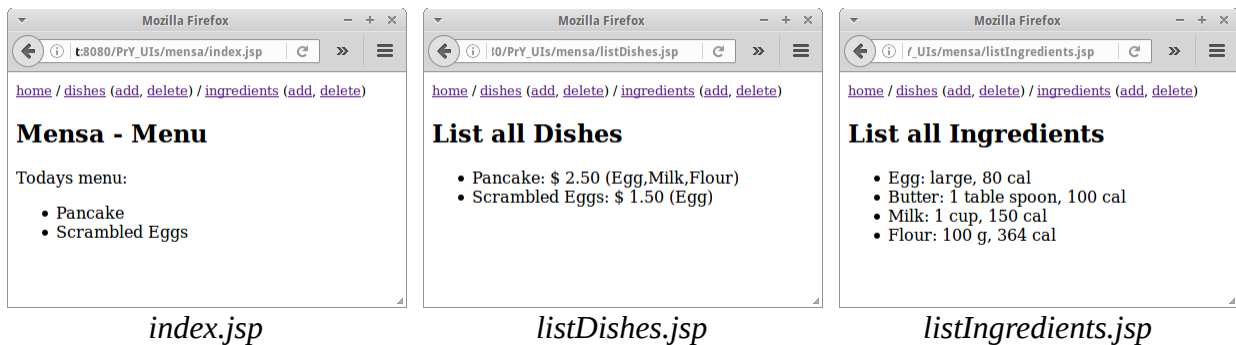 Mozilla Firefox
t:8080/PrY_UIs/mensa/index.jsp
home / dishes (add, delete) / ingredients (add, delete)
Mensa - Menu
Todays menu:
• Pancake
• Scrambled Eggs
index.jsp
Mozilla Firefox
30/PrY_UIs/mensa/listDishes.jsp
home / dishes (add, delete) / ingredients (add, delete)
List all Dishes
• Pancake: $ 2.50 (Egg,Milk,Flour)
• Scrambled Eggs: $ 1.50 (Egg)
listDishes.jsp
Mozilla Firefox
_UIs/mensa/listIngredients.jsp
home / dishes (add, delete) / ingredients (add, delete)
List all Ingredients
• Egg: large, 80 cal
• Butter: 1 table spoon, 100 cal
• Milk: 1 cup, 150 cal
• Flour: 100 g, 364 cal
listIngredients.jsp